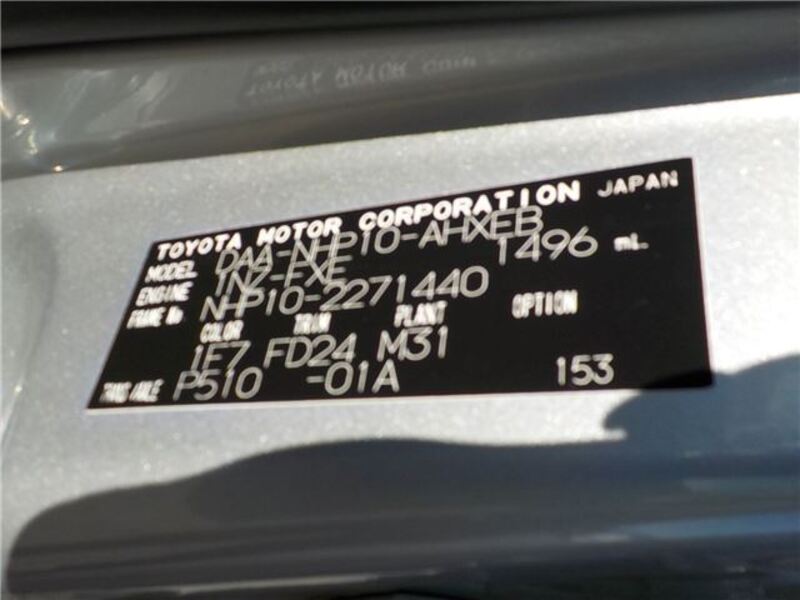 TOYOTA MOTOR CORPORATION JAPAN
MODEL DAA-NHP10-AHXEB
ENGINE 1NZ-FXE 1496 mL
FRAME No NHP10-2271440
COLOR TRIM PLANT OPTION
1F7 FD24 M31
TRANS AXLE P510 -01A 153